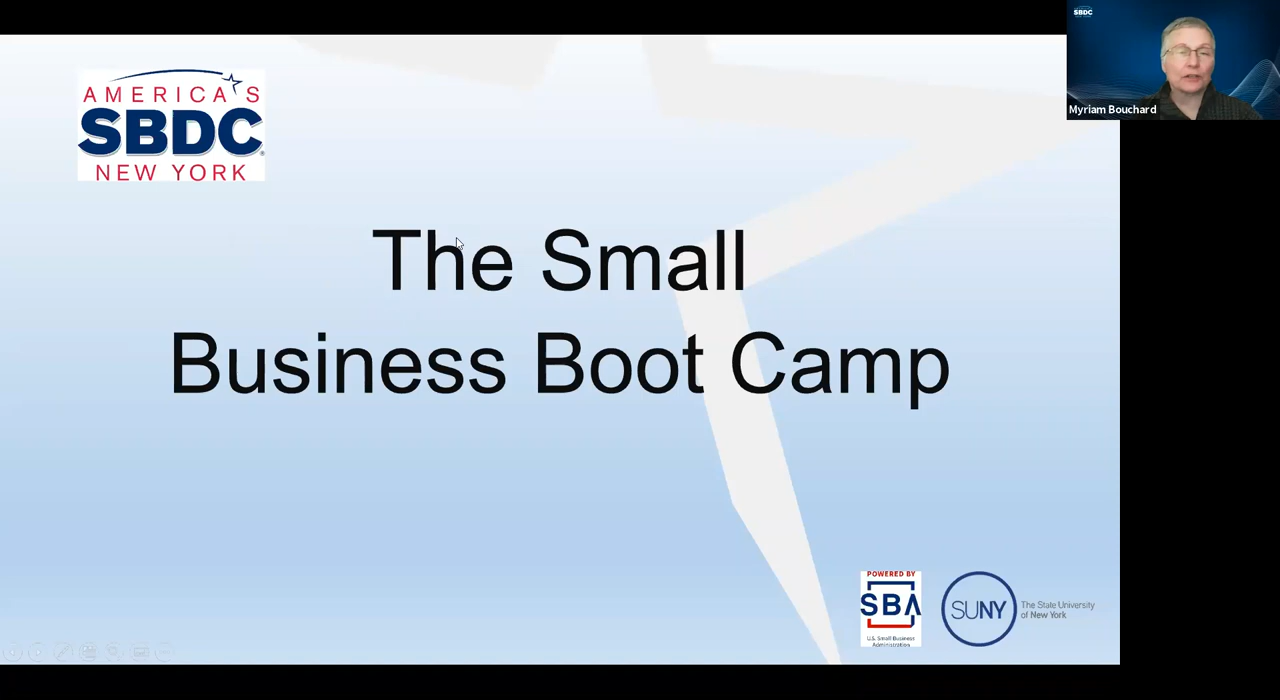 AMERICA'S
SBDC
NEW YORK
SBDC
Myriam Bouchard
The Small
Business Boot Camp
POWERED BY
SBA
U.S. Small Business
Administration
SUNY
The State University
of New York